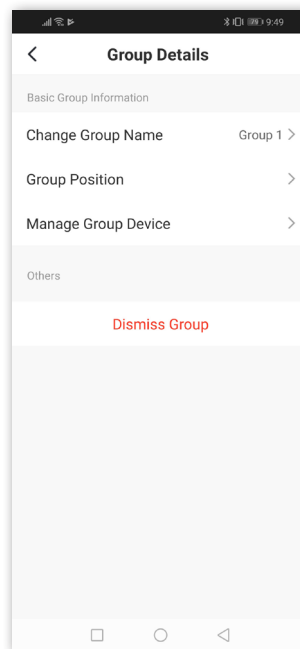 79 9:49
Group Details
Basic Group Information
Change Group Name Group 1
Group Position
Manage Group Device
Others
Dismiss Group